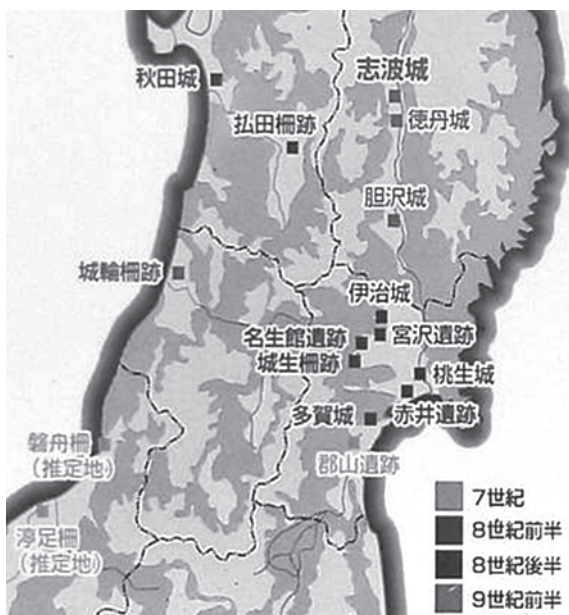 秋田城
志波城
徳丹城
払田柵跡
胆沢城
城輪柵跡
伊治城
名生館遺跡
宮沢遺跡
城生柵跡
桃生城
多賀城
赤井遺跡
磐舟柵
(推定地)
郡山遺跡
渟足柵
(推定地)
7世紀
8世紀前半
8世紀後半
9世紀前半